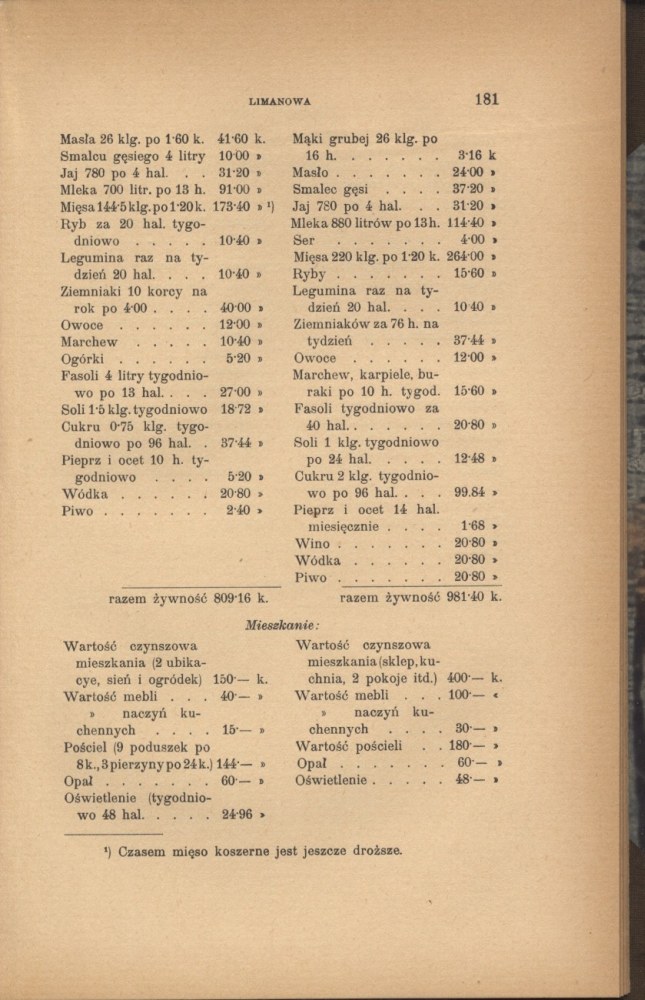 LIMANOWA 181
Masła 26 klg. po 1·60 k. 41·60 k.
Smalcu gęsiego 4 litry 10·00 »
Jaj 780 po 4 hal. . . 31·20 »
Mleka 700 litr. po 13 h. 91·00 »
Mięsa 144·5 klg. po 1·20 k. 173·40 » ¹)
Ryb za 20 hal. tygo-
dniowo . . . . . 10·40 »
Legumina raz na ty-
dzień 20 hal. . . . 10·40 »
Ziemniaki 10 korcy na
rok po 4·00 . . . . 40·00 »
Owoce . . . . . . 12·00 »
Marchew . . . . . 10·40 »
Ogórki . . . . . . 5·20 »
Fasoli 4 litry tygodnio-
wo po 13 hal. . . . 27·00 »
Soli 1·5 klg. tygodniowo 18·72 »
Cukru 0·75 klg. tygo-
dniowo po 96 hal. . 37·44 »
Pieprz i ocet 10 h. ty-
godniowo . . . . 5·20 »
Wódka . . . . . . 20·80 »
Piwo . . . . . . . 2·40 »
razem żywność 809·16 k.
Mąki grubej 26 klg. po
16 h. . . . . . . 3·16 k
Masło . . . . . . . 24·00 »
Smalec gęsi . . . . 37·20 »
Jaj 780 po 4 hal. . . 31·20 »
Mleka 880 litrów po 13 h. 114·40 »
Ser . . . . . . . 4·00 »
Mięsa 220 klg. po 1·20 k. 264·00 »
Ryby . . . . . . . 15·60 »
Legumina raz na ty-
dzień 20 hal. . . . 10·40 »
Ziemniaków za 76 h. na
tydzień . . . . . 37·44 »
Owoce . . . . . . 12·00 »
Marchew, karpiele, bu-
raki po 10 h. tygod. 15·60 »
Fasoli tygodniowo za
40 hal. . . . . . . 20·80 »
Soli 1 klg. tygodniowo
po 24 hal. . . . . 12·48 »
Cukru 2 klg. tygodnio-
wo po 96 hal. . . . 99.84 »
Pieprz i ocet 14 hal.
miesięcznie . . . . 1·68 »
Wino . . . . . . . 20·80 »
Wódka . . . . . . 20·80 »
Piwo . . . . . . . 20·80 »
razem żywność 981·40 k.
Mieszkanie:
Wartość czynszowa
mieszkania (2 ubika-
cye, sień i ogródek) 150·— k.
Wartość mebli . . . 40·— »
» naczyń ku-
chennych . . . . 15·— »
Pościel (9 poduszek po
8 k., 3 pierzyny po 24 k.) 144·— »
Opał . . . . . . . 60·— »
Oświetlenie (tygodnio-
wo 48 hal. . . . . 24·96 »
Wartość czynszowa
mieszkania (sklep, ku-
chnia, 2 pokoje itd.) 400·— k.
Wartość mebli . . . 100·— «
» naczyń ku-
chennych . . . . 30·— »
Wartość pościeli . . 180·— »
Opał . . . . . . . 60·— »
Oświetlenie . . . . . 48·— »
¹) Czasem mięso koszerne jest jeszcze droższe.